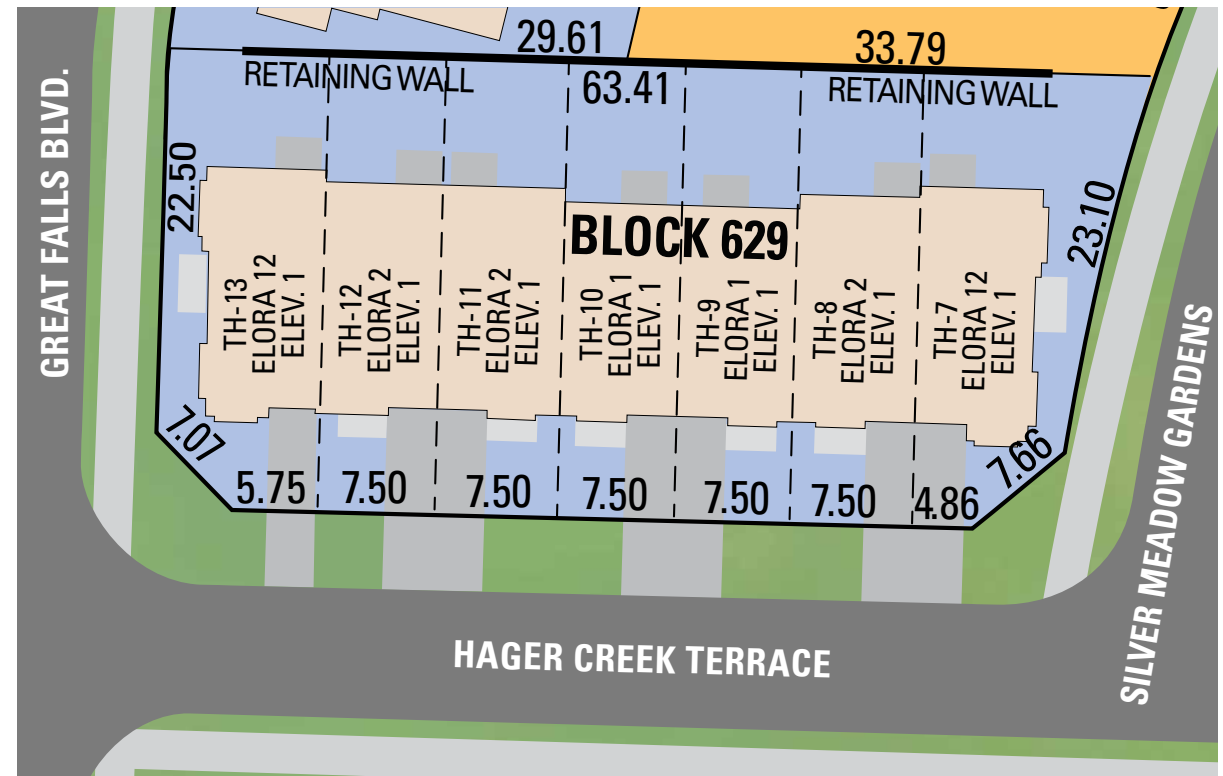 29.61
33.79
RETAINING WALL
63.41
RETAINING WALL
GREAT FALLS BLVD.
22.50
23.10
BLOCK 629
TH-13
ELORA 12
ELEV. 1
TH-12
ELORA 2
ELEV. 1
TH-11
ELORA 2
ELEV. 1
TH-10
ELORA 1
ELEV. 1
TH-9
ELORA 1
ELEV. 1
TH-8
ELORA 2
ELEV. 1
TH-7
ELORA 12
ELEV. 1
SILVER MEADOW GARDENS
7.07
5.75
7.50
7.50
7.50
7.50
7.50
4.86
7.66
HAGER CREEK TERRACE